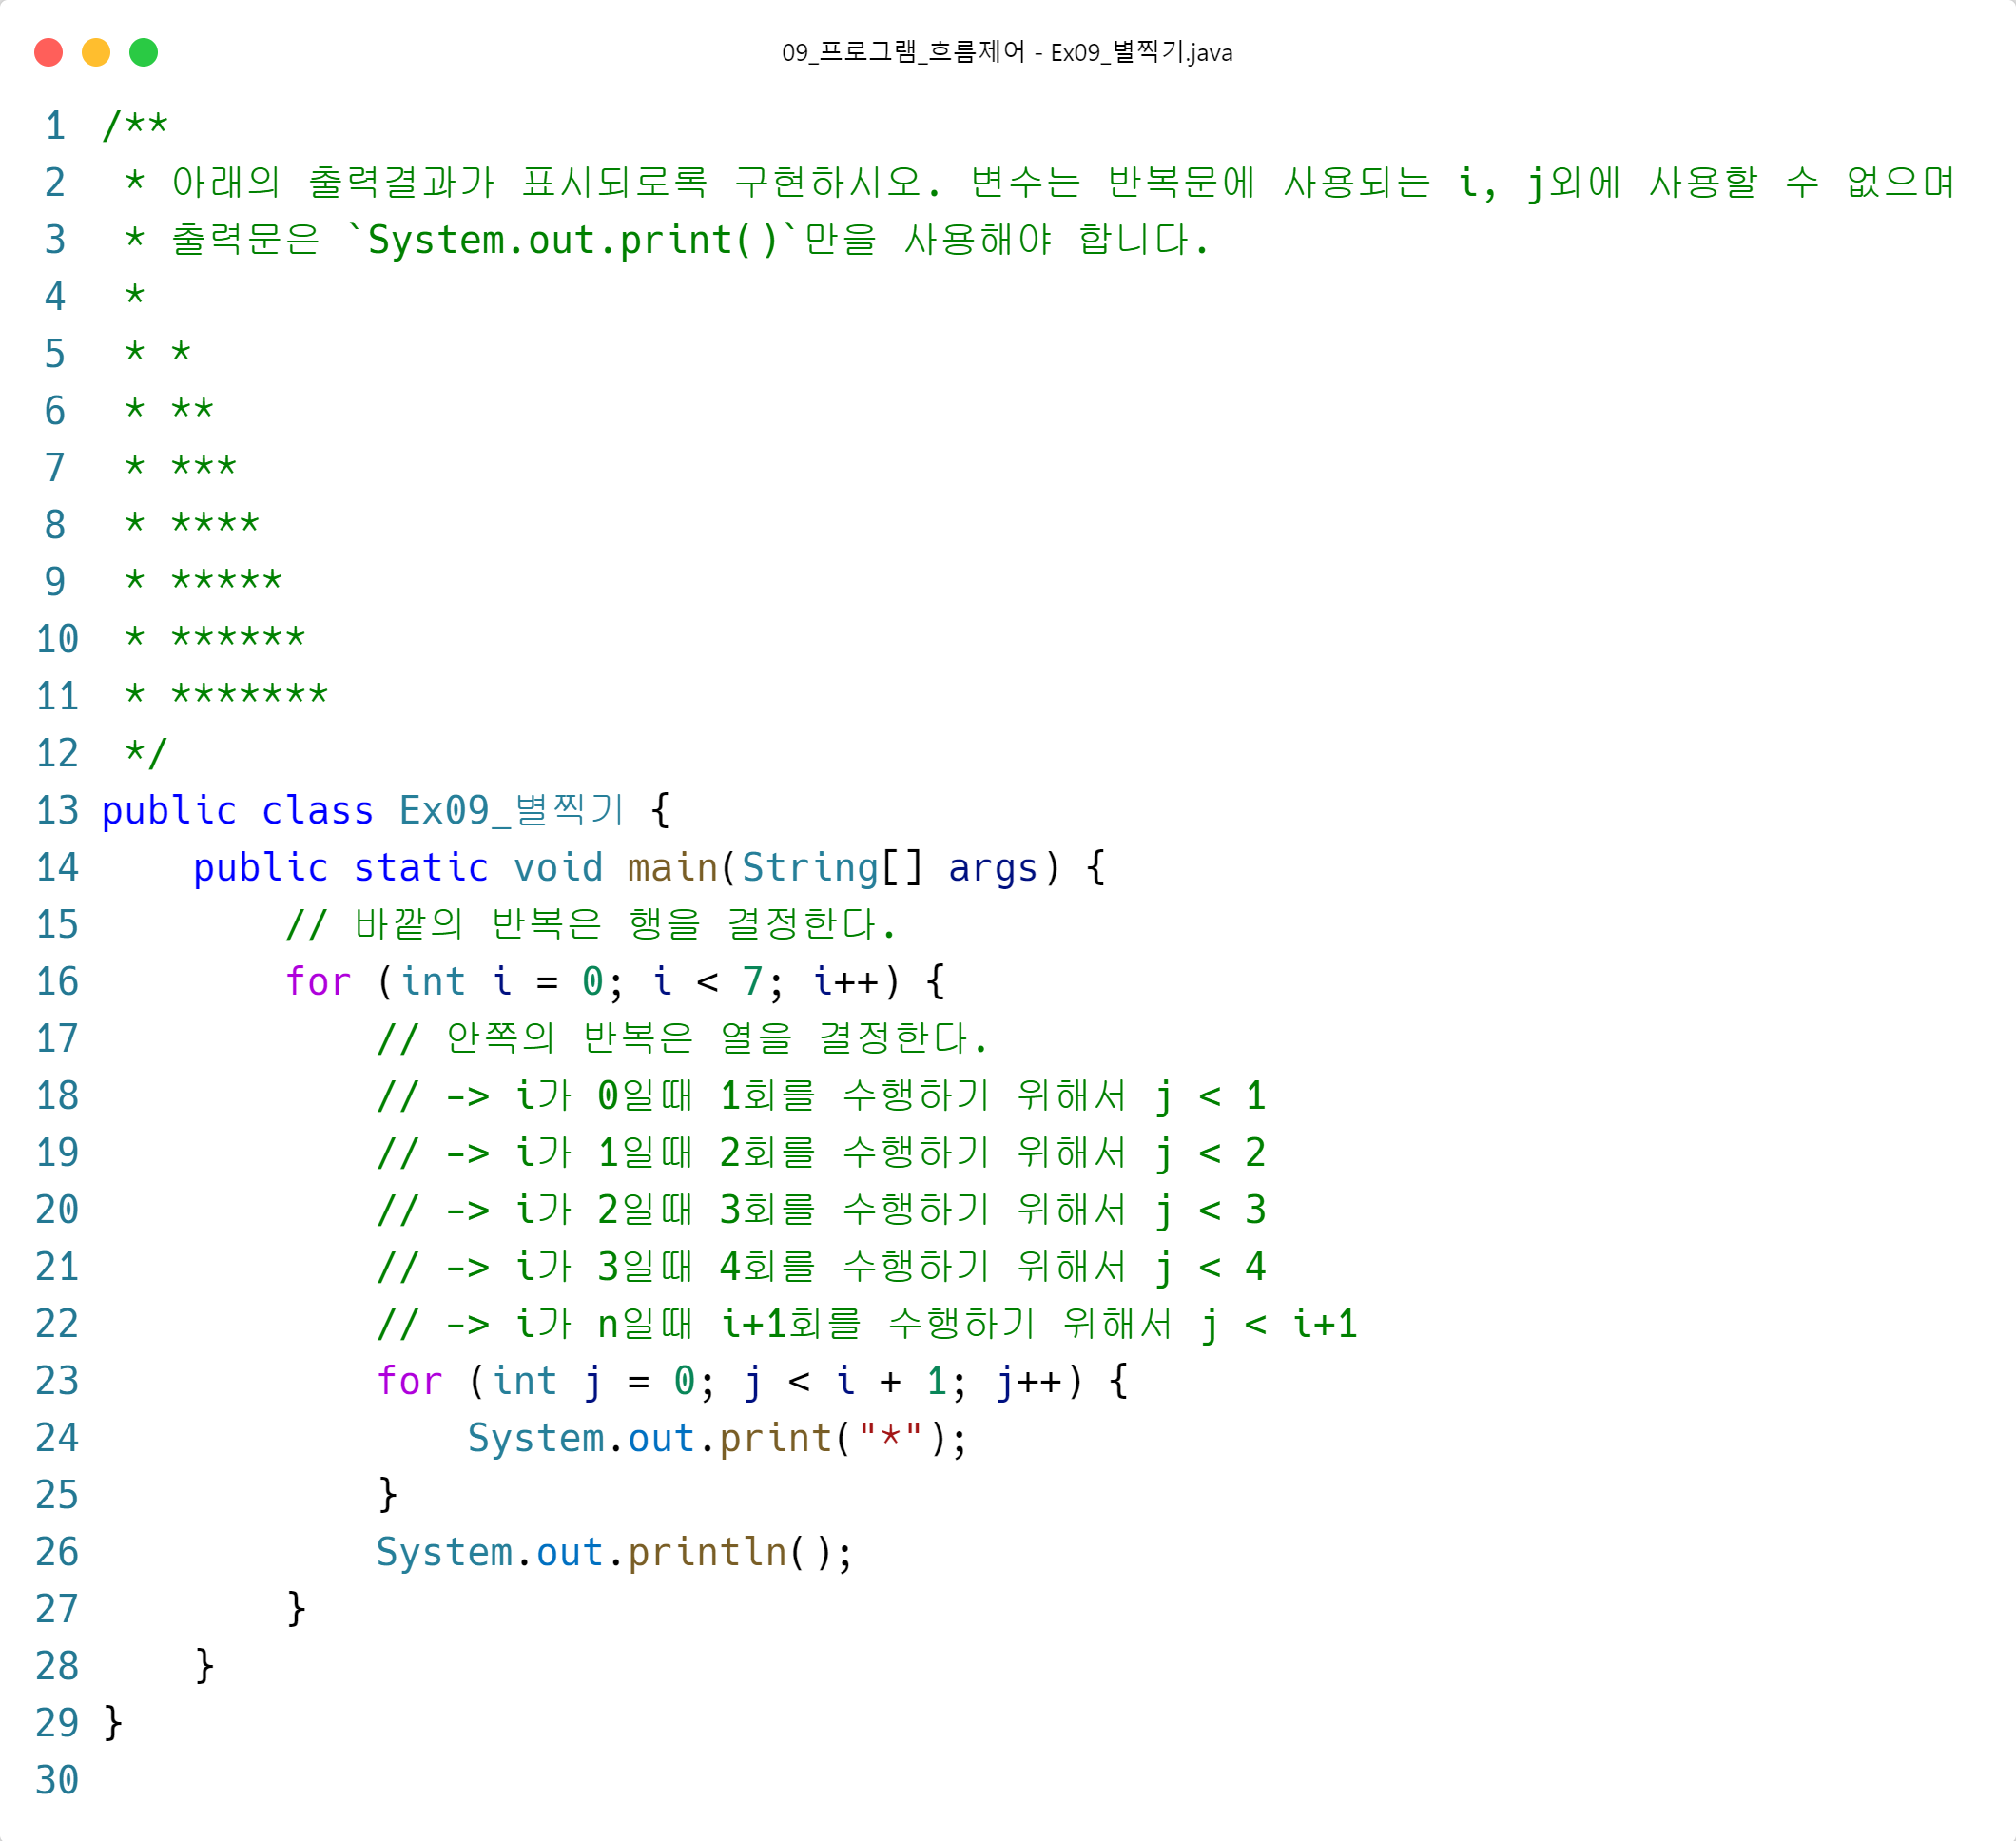 09_프로그램_흐름제어 - Ex09_별찍기.java
1 /**
2  * 아래의 출력결과가 표시되로록 구현하시오. 변수는 반복문에 사용되는 i, j외에 사용할 수 없으며
3  * 출력문은 `System.out.print()`만을 사용해야 합니다.
4  *
5  * *
6  * **
7  * ***
8  * ****
9  * *****
10  * ******
11  * *******
12  */
13 public class Ex09_별찍기 {
14     public static void main(String[] args) {
15         // 바깥의 반복은 행을 결정한다.
16         for (int i = 0; i < 7; i++) {
17             // 안쪽의 반복은 열을 결정한다.
18             // -> i가 0일때 1회를 수행하기 위해서 j < 1
19             // -> i가 1일때 2회를 수행하기 위해서 j < 2
20             // -> i가 2일때 3회를 수행하기 위해서 j < 3
21             // -> i가 3일때 4회를 수행하기 위해서 j < 4
22             // -> i가 n일때 i+1회를 수행하기 위해서 j < i+1
23             for (int j = 0; j < i + 1; j++) {
24                 System.out.print("*");
25             }
26             System.out.println();
27         }
28     }
29 }
30